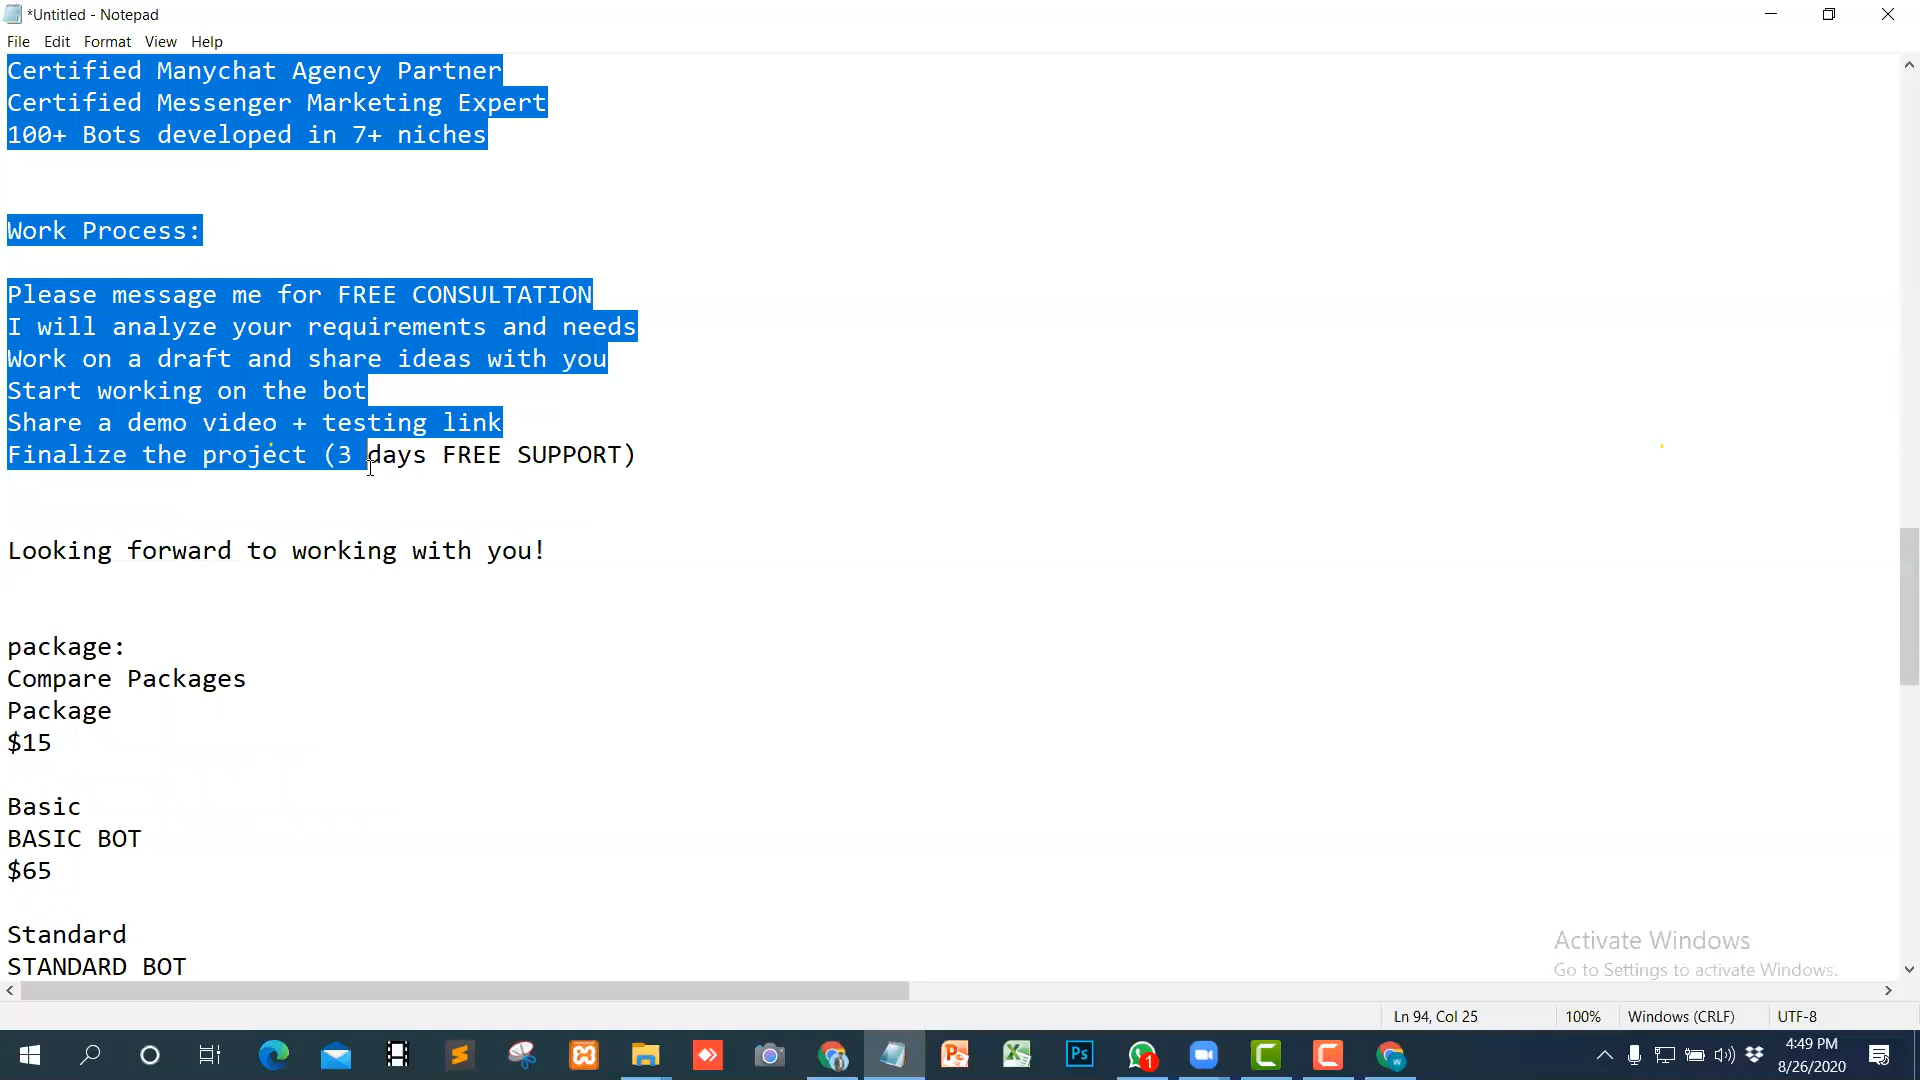 *Untitled - Notepad
File Edit Format View Help
Certified Manychat Agency Partner
Certified Messenger Marketing Expert
100+ Bots developed in 7+ niches
Work Process:
Please message me for FREE CONSULTATION
I will analyze your requirements and needs
Work on a draft and share ideas with you
Start working on the bot
Share a demo video + testing link
Finalize the project (3 days FREE SUPPORT)
Looking forward to working with you!
package:
Compare Packages
Package
$15
Basic
BASIC BOT
$65
Standard
STANDARD BOT
Activate Windows
Go to Settings to activate Windows.
Ln 94, Col 25 100% Windows (CRLF) UTF-8
Ps 1 4:49 PM
8/26/2020